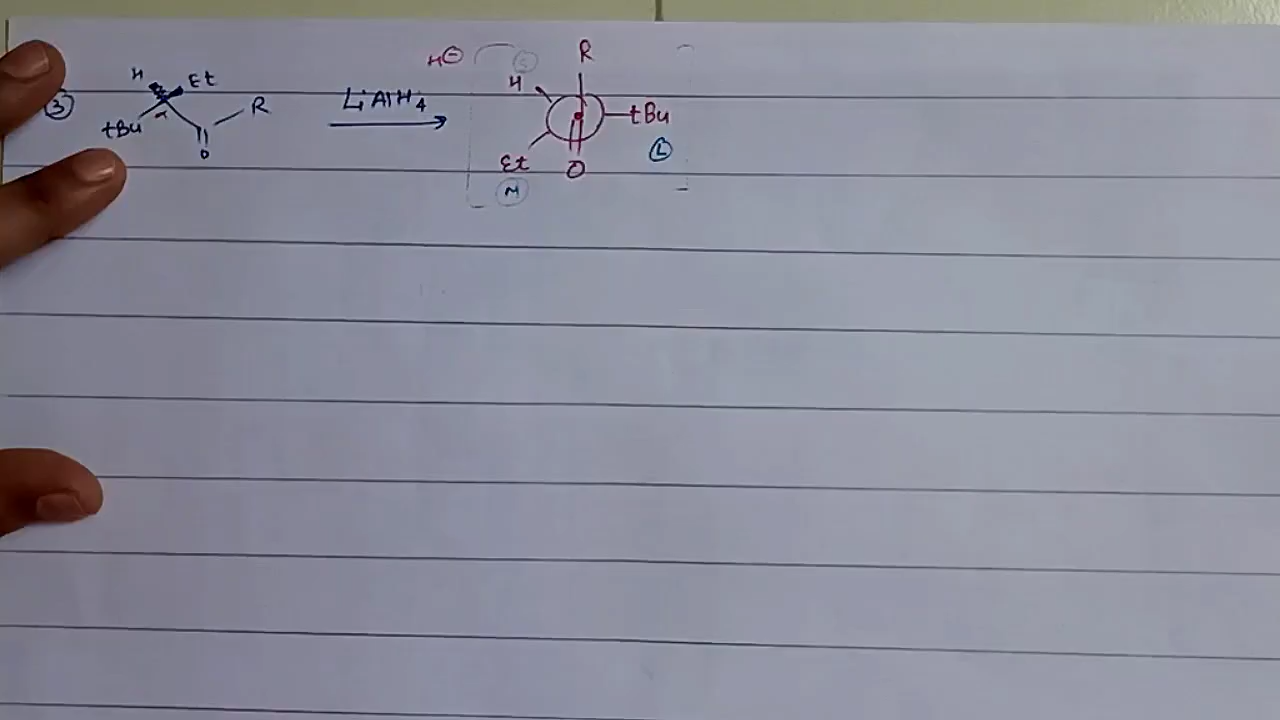 H⊖ Ⓢ R
③ H Et LiAlH₄ H
tBu α R tBu
O Et O Ⓛ
Ⓜ